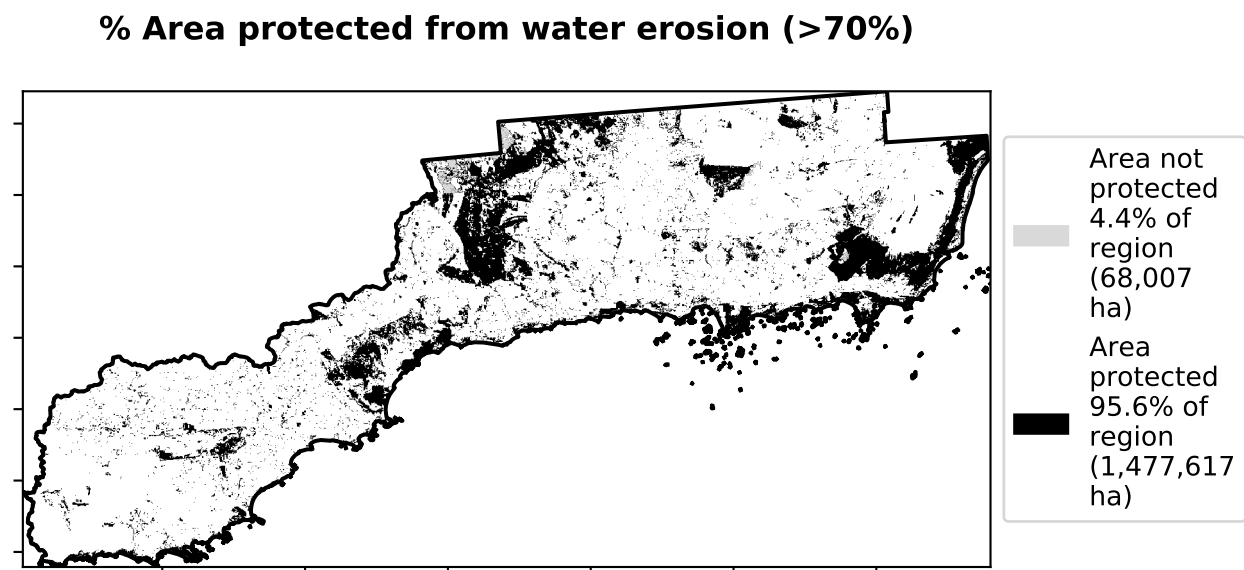 % Area protected from water erosion (>70%)
Area not
protected
4.4% of
region
(68,007
ha)
Area
protected
95.6% of
region
(1,477,617
ha)